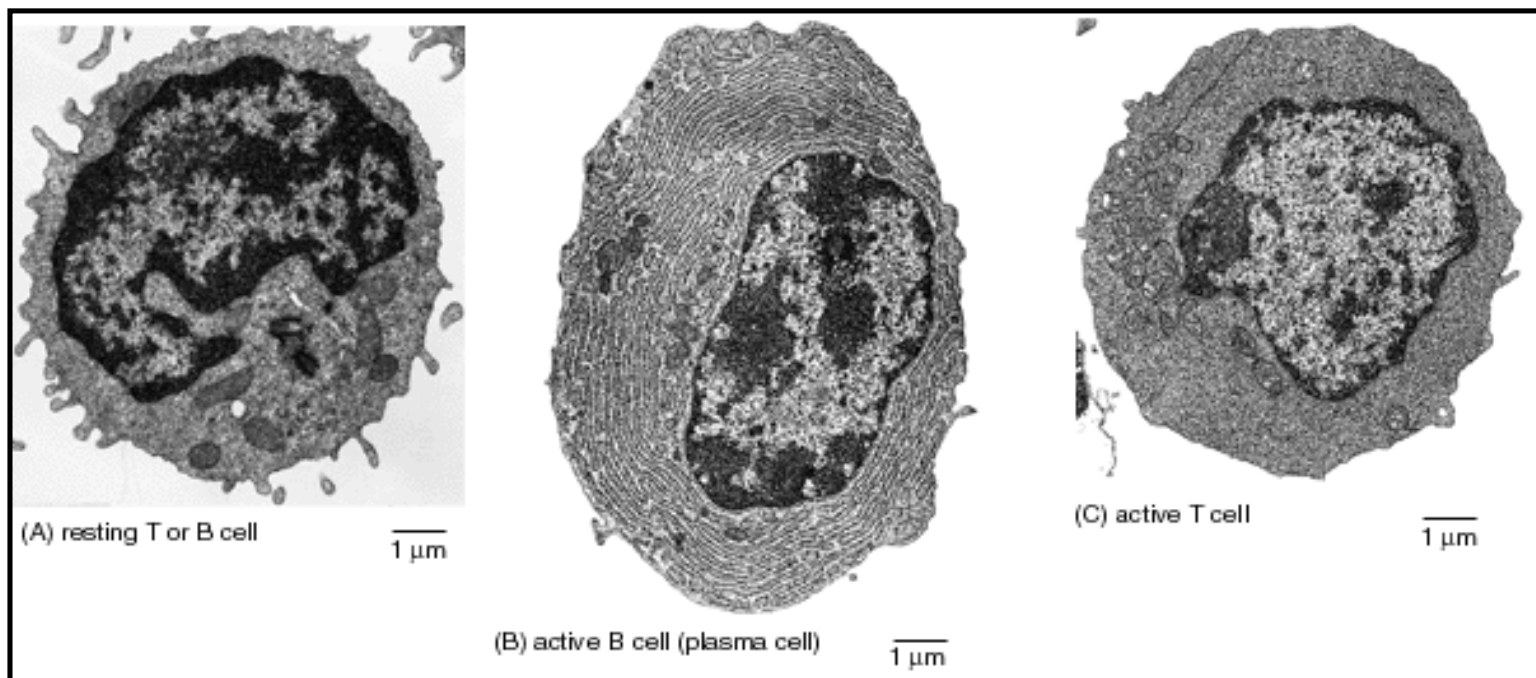 (A) resting T or B cell
1 μm
(B) active B cell (plasma cell)
1 μm
(C) active T cell
1 μm